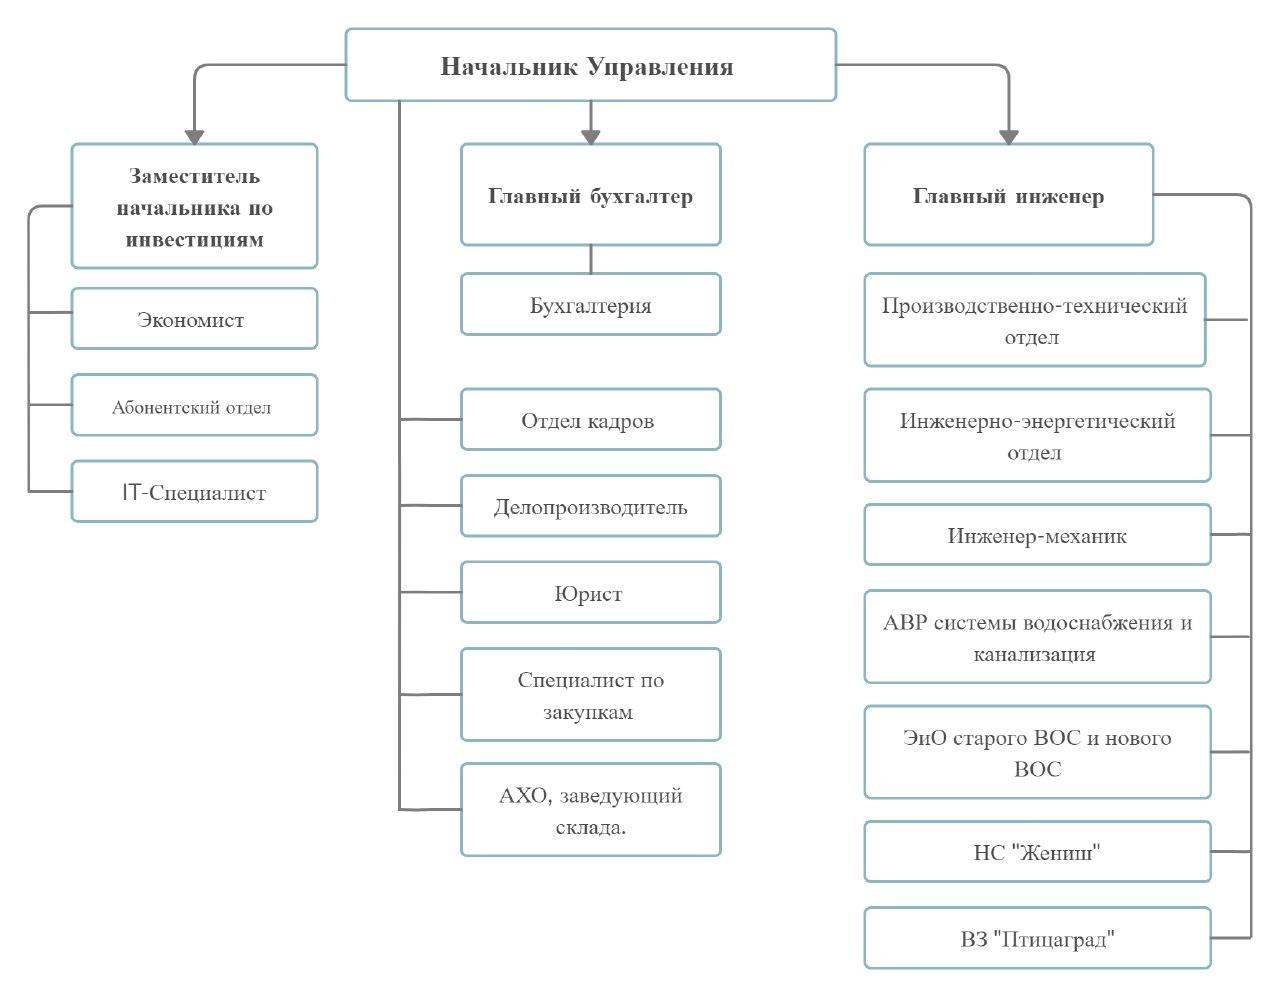 Начальник Управления
Заместитель
начальника по
инвестициям
Экономист
Абонентский отдел
IT-Специалист
Главный бухгалтер
Бухгалтерия
Отдел кадров
Делопроизводитель
Юрист
Специалист по
закупкам
АХО, заведующий
склада.
Главный инженер
Производственно-технический
отдел
Инженерно-энергетический
отдел
Инженер-механик
АВР системы водоснабжения и
канализация
ЭиО старого ВОС и нового
ВОС
НС "Жениш"
ВЗ "Птицаград"